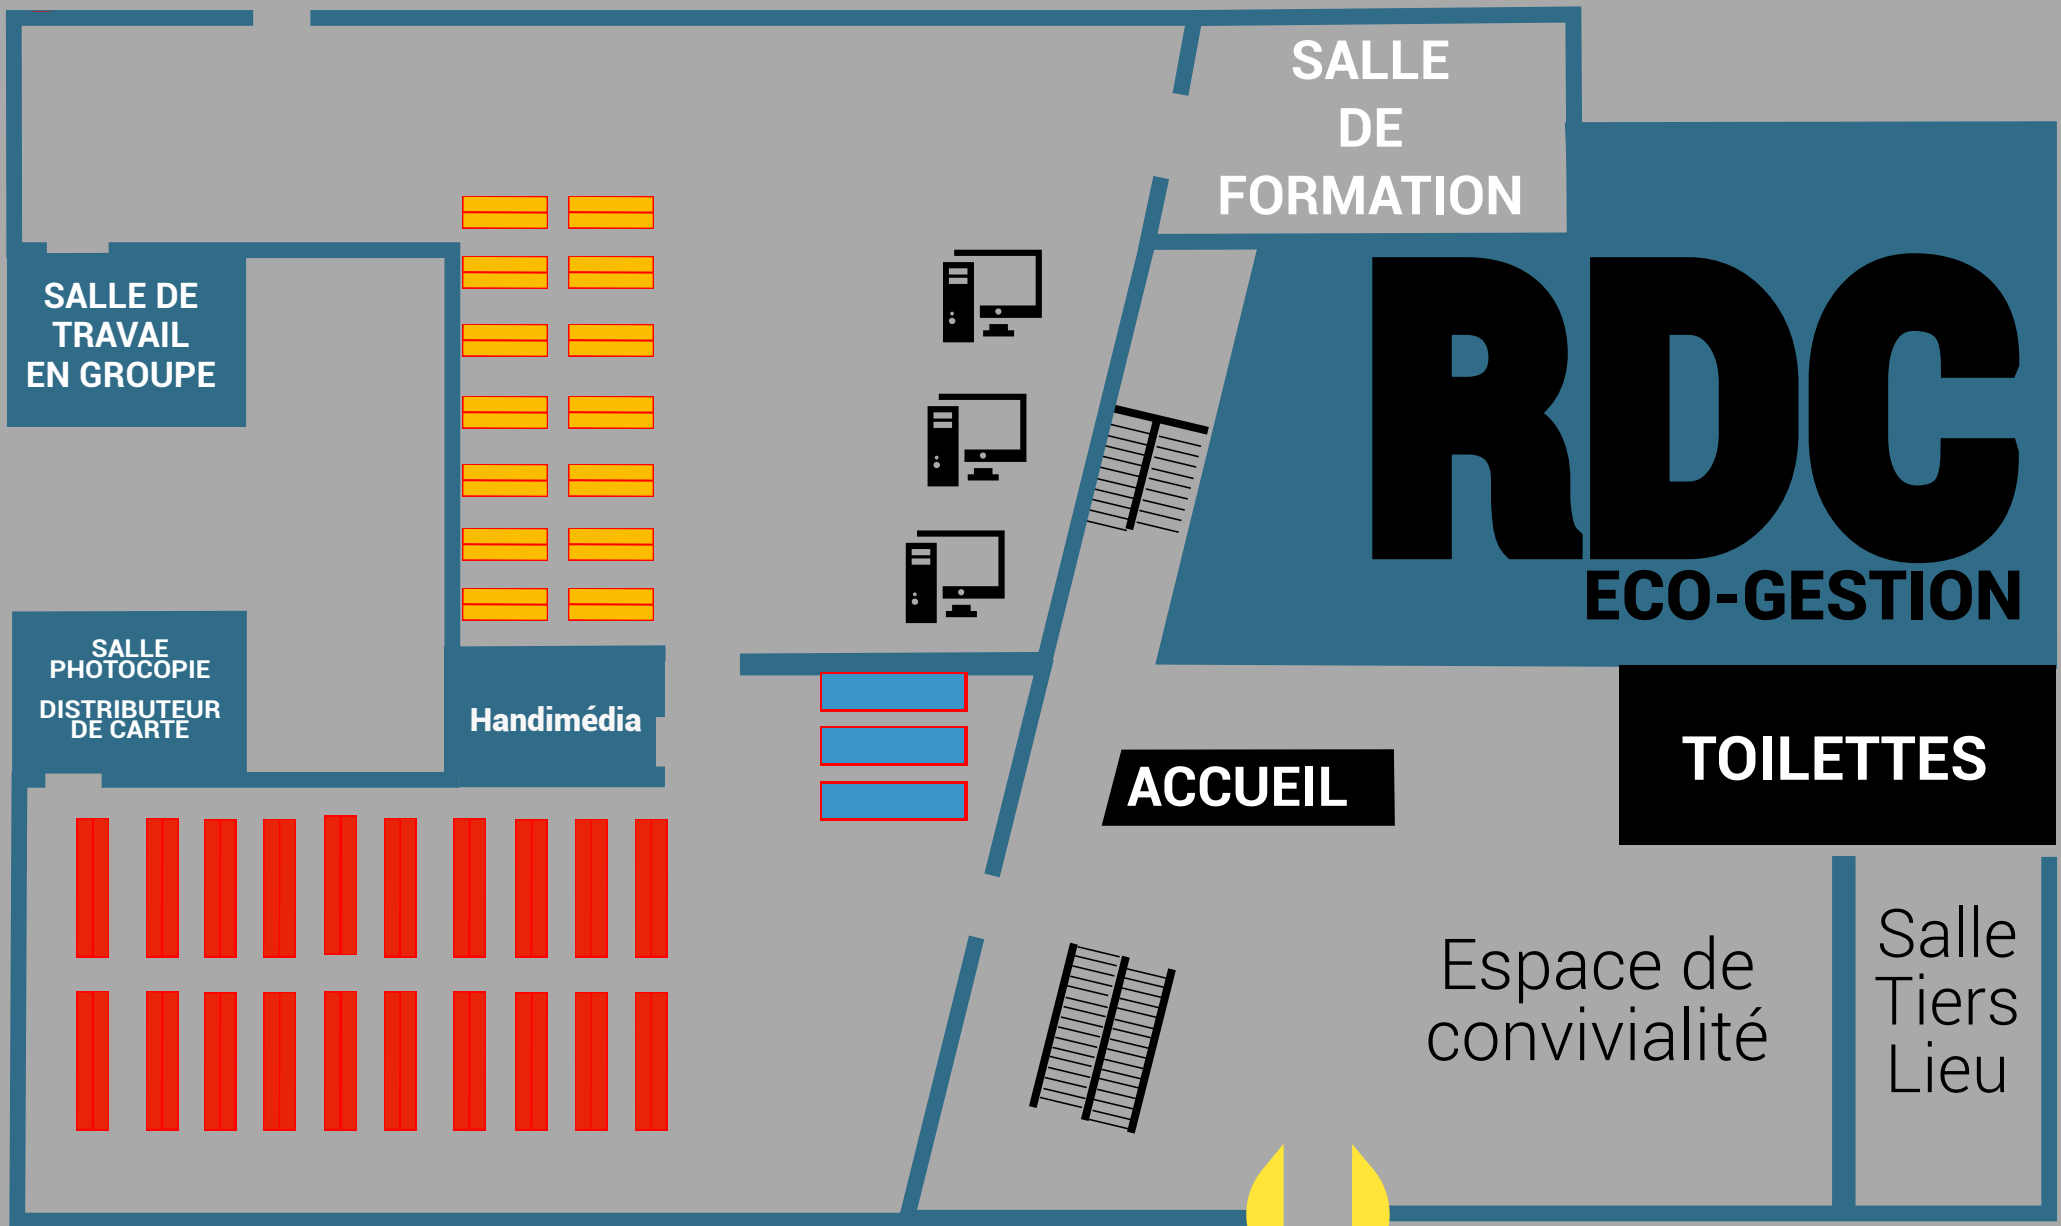 SALLE
DE
FORMATION
SALLE DE
TRAVAIL
EN GROUPE
RDC
ECO-GESTION
SALLE
PHOTOCOPIE
DISTRIBUTEUR
DE CARTE
Handimédia
ACCUEIL
TOILETTES
Espace de
convivialité
Salle
Tiers
Lieu